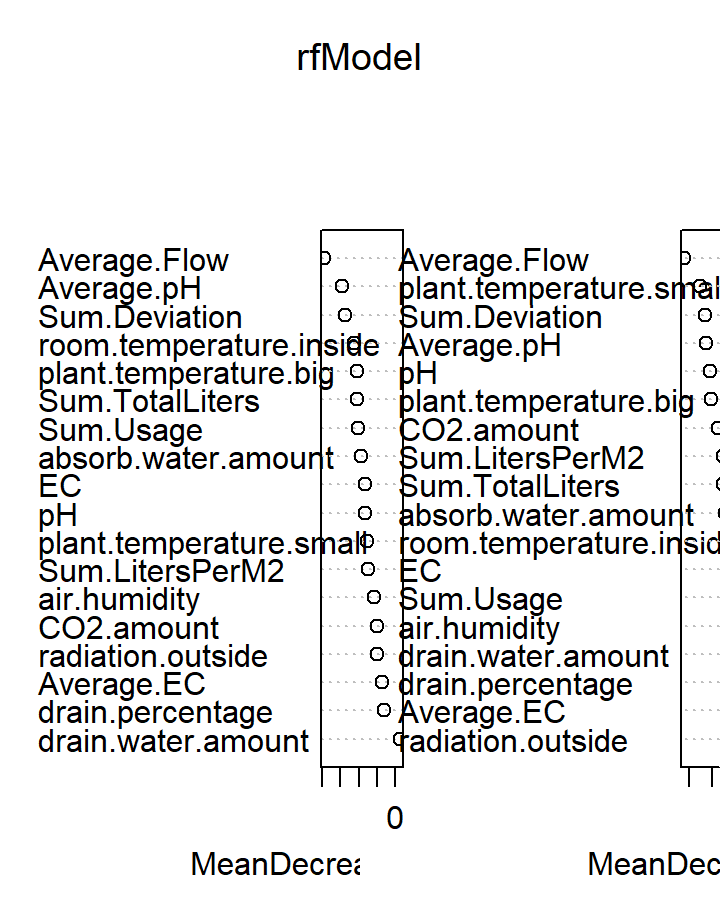 rfModel
Average.Flow
Average.pH
Sum.Deviation
room.temperature.inside
plant.temperature.big
Sum.TotalLiters
Sum.Usage
absorb.water.amount
EC
pH
plant.temperature.small
Sum.LitersPerM2
air.humidity
CO2.amount
radiation.outside
Average.EC
drain.percentage
drain.water.amount
0
MeanDecrea
Average.Flow
plant.temperature.smal
Sum.Deviation
Average.pH
pH
plant.temperature.big
CO2.amount
Sum.LitersPerM2
Sum.TotalLiters
absorb.water.amount
room.temperature.insid
EC
Sum.Usage
air.humidity
drain.water.amount
drain.percentage
Average.EC
radiation.outside
MeanDec